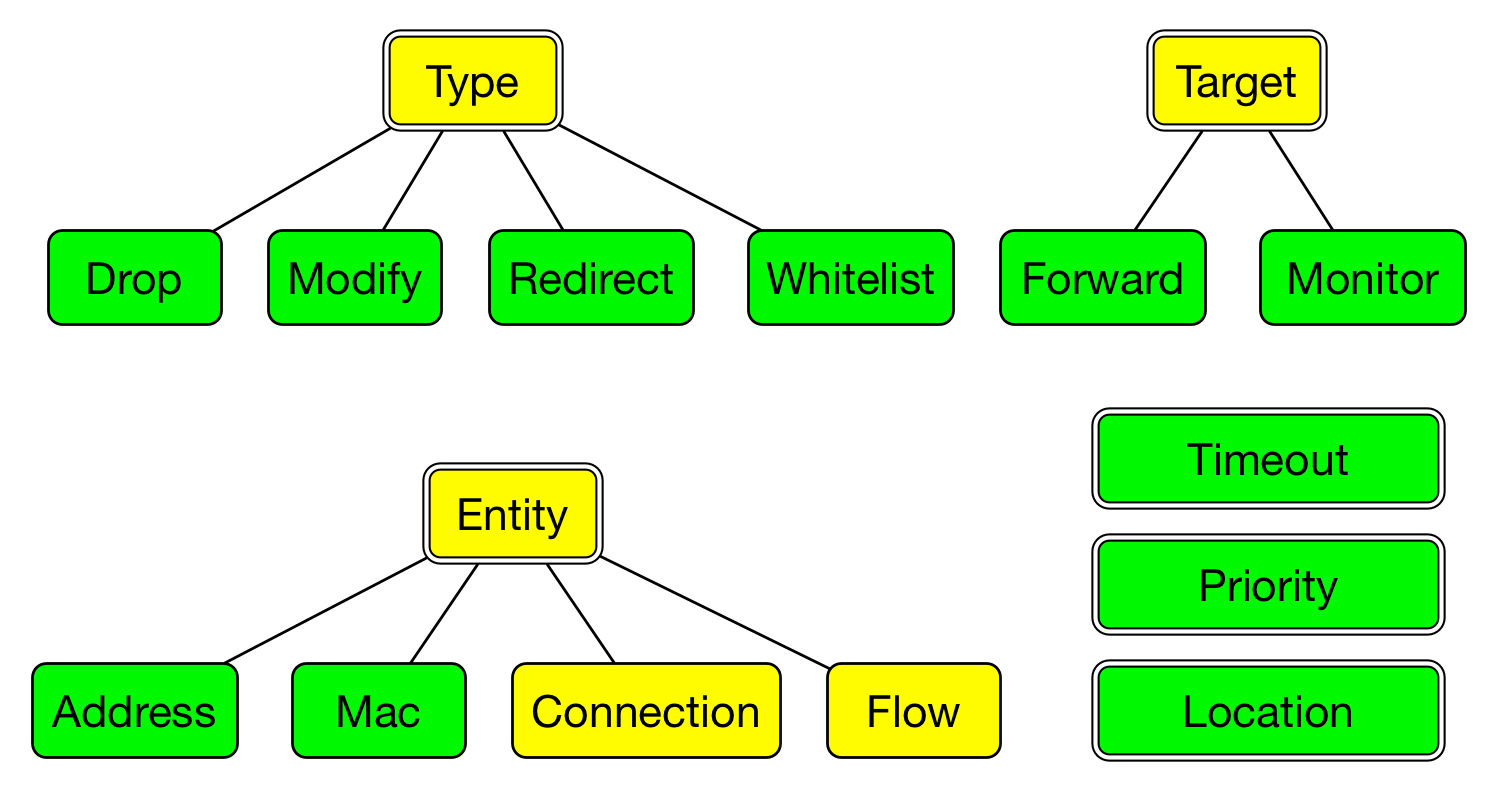 Type
Target
Drop
Modify
Redirect
Whitelist
Forward
Monitor
Timeout
Entity
Priority
Address
Mac
Connection
Flow
Location